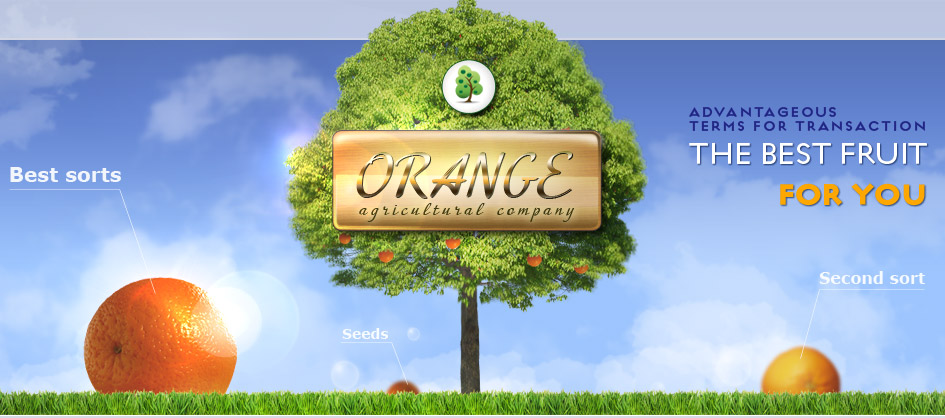 ADVANTAGEOUS
TERMS FOR TRANSACTION
THE BEST FRUIT
FOR YOU
ORANGE
agricultural company
Best sorts
Second sort
Seeds